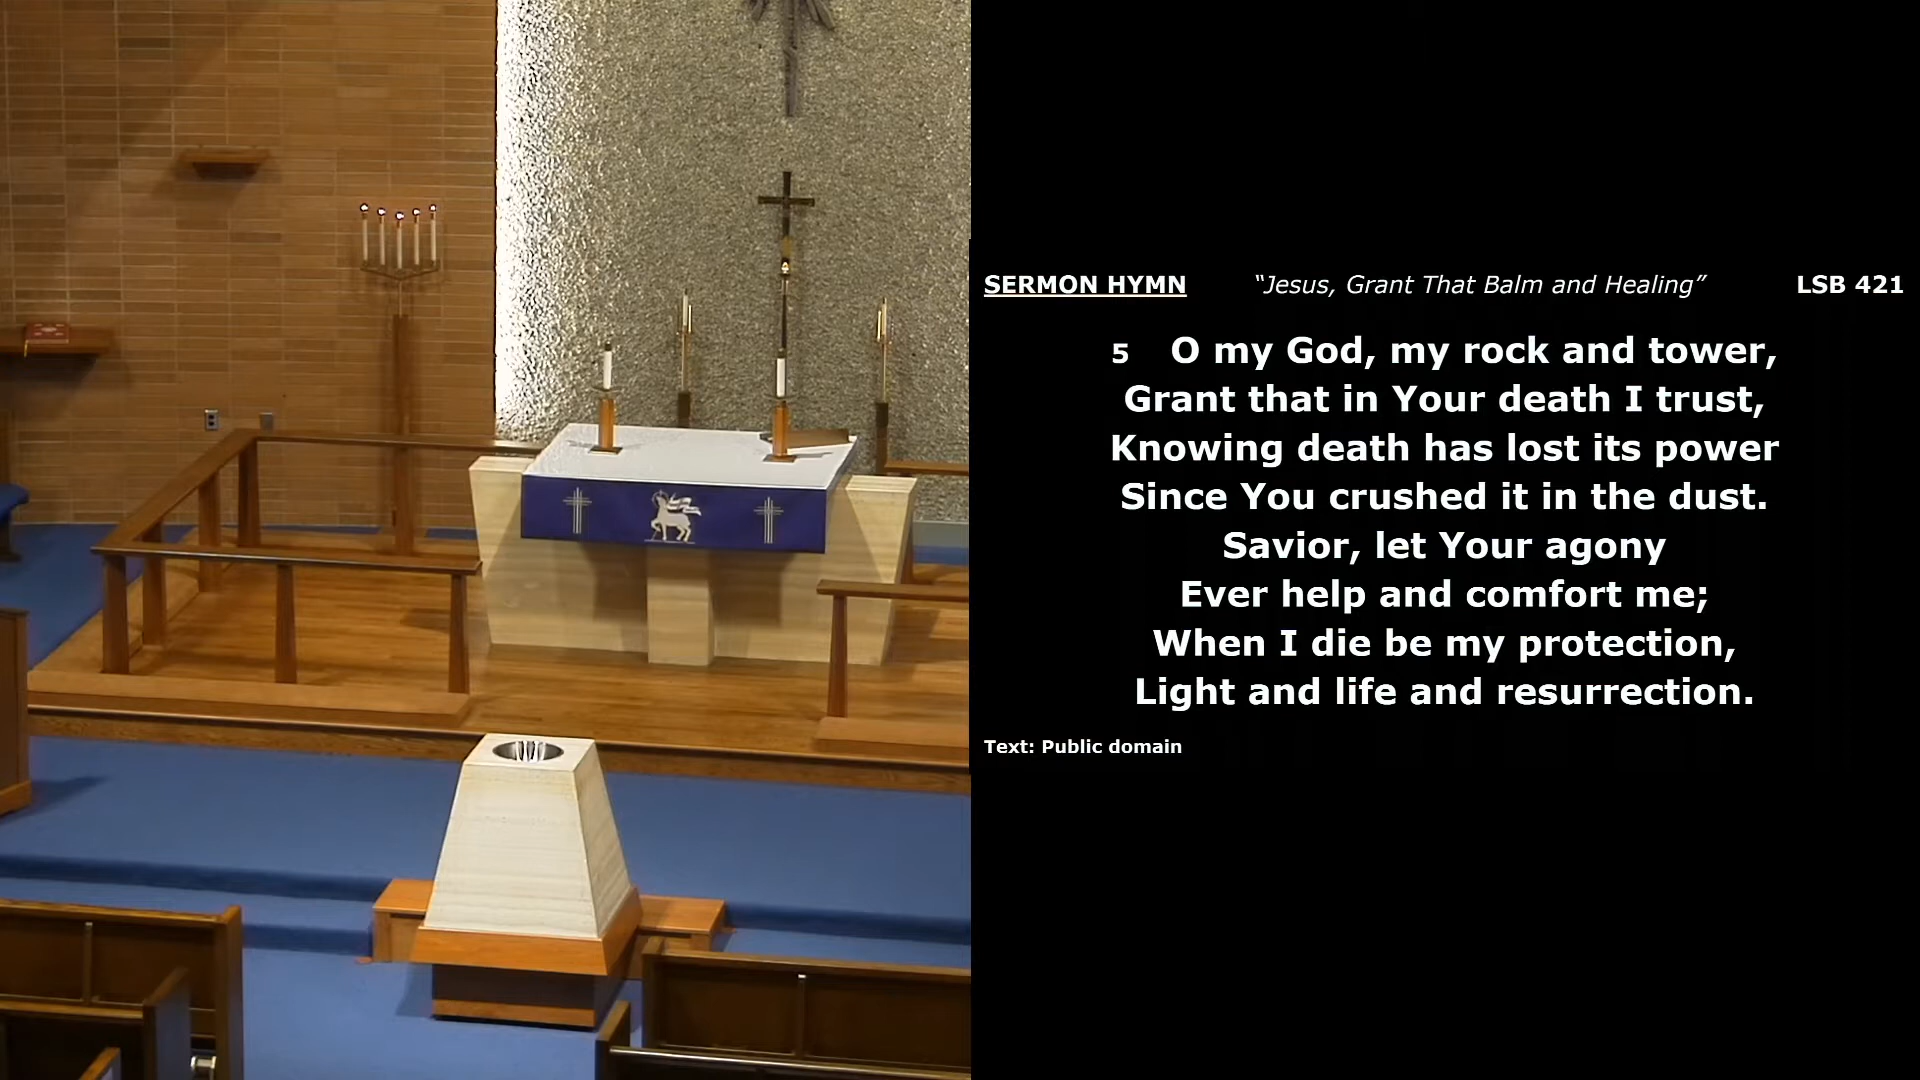 SERMON HYMN “Jesus, Grant That Balm and Healing” LSB 421
5 O my God, my rock and tower,
Grant that in Your death I trust,
Knowing death has lost its power
Since You crushed it in the dust.
Savior, let Your agony
Ever help and comfort me;
When I die be my protection,
Light and life and resurrection.
Text: Public domain